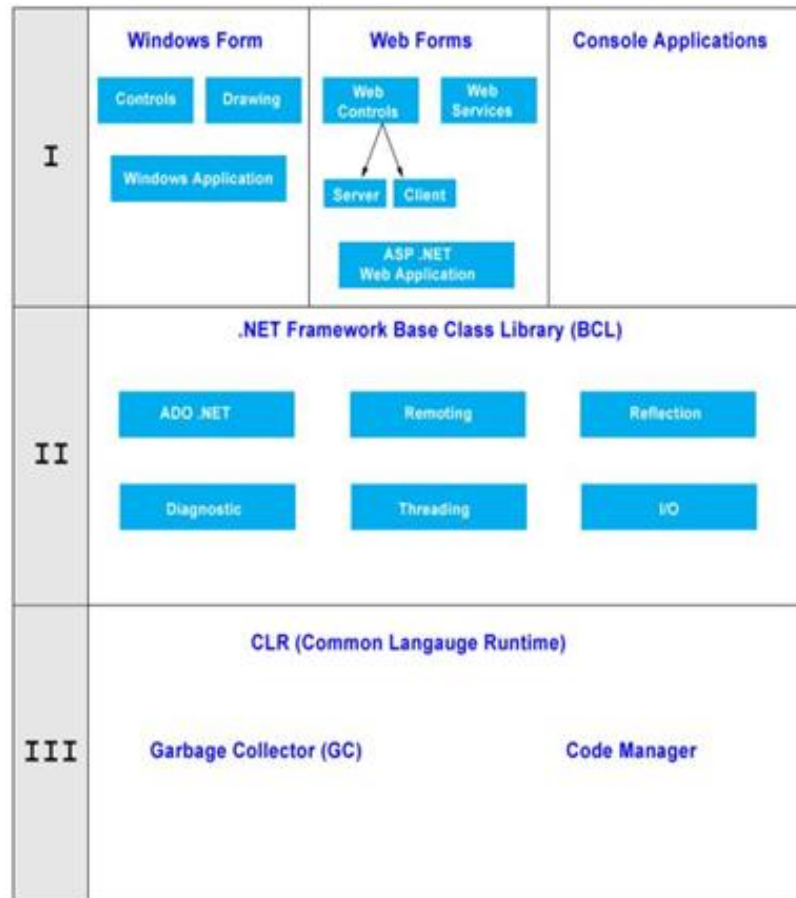 I
Windows Form
Controls
Drawing
Windows Application
Web Forms
Web
Controls
Web
Services
Server
Client
ASP .NET
Web Application
Console Applications
II
.NET Framework Base Class Library (BCL)
ADO .NET
Remoting
Reflection
Diagnostic
Threading
I/O
III
CLR (Common Langauge Runtime)
Garbage Collector (GC)
Code Manager